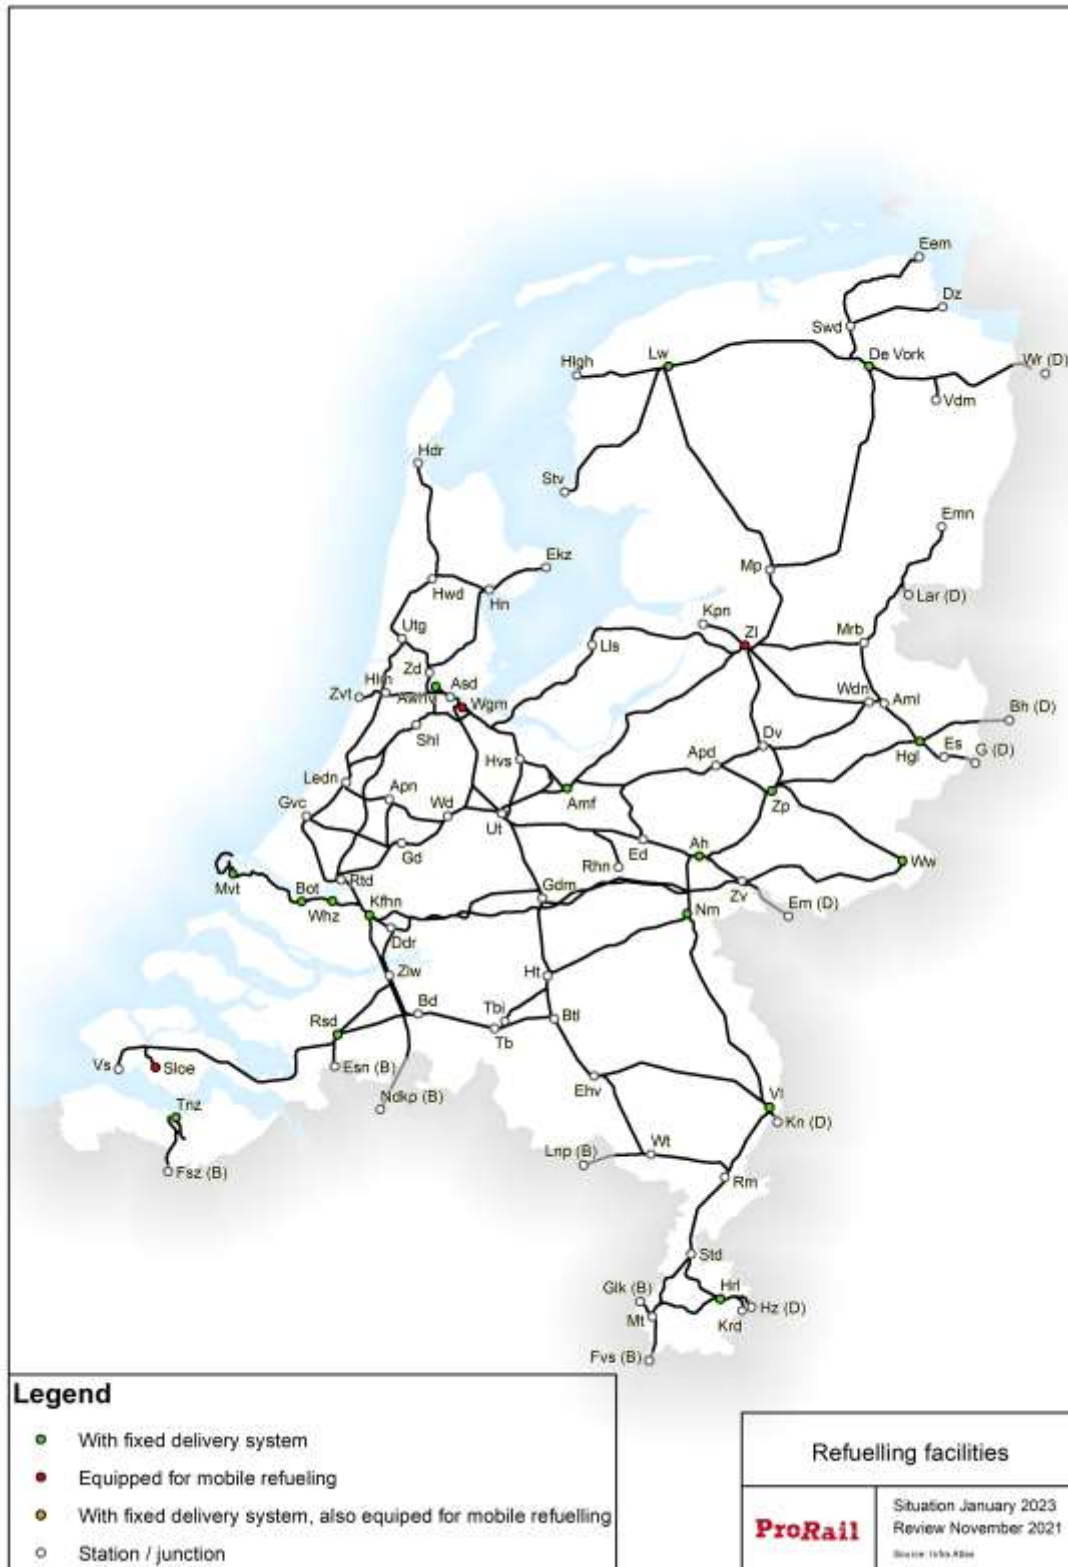 Eem
Dz
Swd
Lw
De Vork
Hlgh
Wr (D)
Vdm
Hdr
Stv
Emn
Ekz
Mp
Hwd
Hn
Lar (D)
Kpn
Utg
Zl
Mrb
Lls
Zd
Hlm
Asd
Zvt
Awhv
Wgm
Wdn
Aml
Bh (D)
Shl
Dv
Es
G (D)
Hvs
Apd
Hgl
Ledn
Apn
Amf
Zp
Gvc
Wd
Ut
Gd
Ed
Ah
Rhn
Ww
Mvt
Bot
Rtd
Whz
Kfhn
Gdm
Zv
Em (D)
Nm
Ddr
Zlw
Ht
Bd
Tbi
Btl
Rsd
Tb
Vs
Sloe
Esn (B)
Ehv
Ndkp (B)
Vl
Tnz
Kn (D)
Fsz (B)
Lnp (B)
Wt
Rm
Std
Glk (B)
Hrl
Hz (D)
Mt
Krd
Fvs (B)
Legend
With fixed delivery system
Equipped for mobile refueling
With fixed delivery system, also equiped for mobile refuelling
Station / junction
Refuelling facilities
ProRail
Situation January 2023
Review November 2021
Source: Infra Atlas